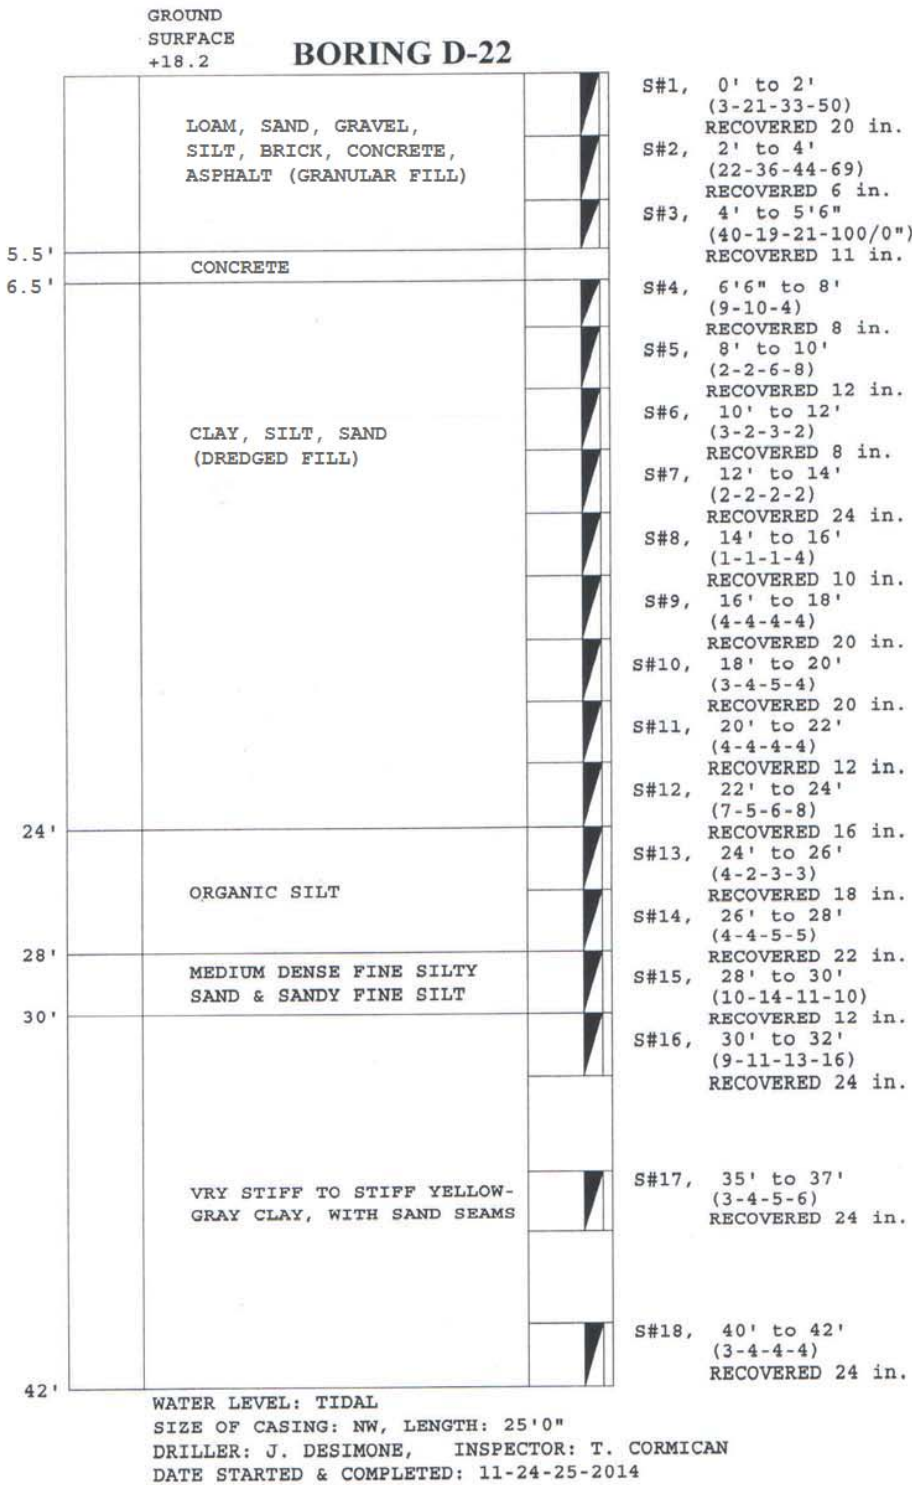 GROUND
SURFACE
+18.2
BORING D-22
S#1, 0' to 2'
(3-21-33-50)
RECOVERED 20 in.
LOAM, SAND, GRAVEL,
SILT, BRICK, CONCRETE,
ASPHALT (GRANULAR FILL)
S#2, 2' to 4'
(22-36-44-69)
RECOVERED 6 in.
S#3, 4' to 5'6"
(40-19-21-100/0")
RECOVERED 11 in.
5.5'
CONCRETE
6.5'
S#4, 6'6" to 8'
(9-10-4)
RECOVERED 8 in.
S#5, 8' to 10'
(2-2-6-8)
RECOVERED 12 in.
S#6, 10' to 12'
(3-2-3-2)
RECOVERED 8 in.
CLAY, SILT, SAND
(DREDGED FILL)
S#7, 12' to 14'
(2-2-2-2)
RECOVERED 24 in.
S#8, 14' to 16'
(1-1-1-4)
RECOVERED 10 in.
S#9, 16' to 18'
(4-4-4-4)
RECOVERED 20 in.
S#10, 18' to 20'
(3-4-5-4)
RECOVERED 20 in.
S#11, 20' to 22'
(4-4-4-4)
RECOVERED 12 in.
S#12, 22' to 24'
(7-5-6-8)
RECOVERED 16 in.
24'
S#13, 24' to 26'
(4-2-3-3)
RECOVERED 18 in.
ORGANIC SILT
S#14, 26' to 28'
(4-4-5-5)
RECOVERED 22 in.
28'
MEDIUM DENSE FINE SILTY
SAND & SANDY FINE SILT
S#15, 28' to 30'
(10-14-11-10)
RECOVERED 12 in.
30'
S#16, 30' to 32'
(9-11-13-16)
RECOVERED 24 in.
VRY STIFF TO STIFF YELLOW-
GRAY CLAY, WITH SAND SEAMS
S#17, 35' to 37'
(3-4-5-6)
RECOVERED 24 in.
S#18, 40' to 42'
(3-4-4-4)
RECOVERED 24 in.
42'
WATER LEVEL: TIDAL
SIZE OF CASING: NW, LENGTH: 25'0"
DRILLER: J. DESIMONE, INSPECTOR: T. CORMICAN
DATE STARTED & COMPLETED: 11-24-25-2014